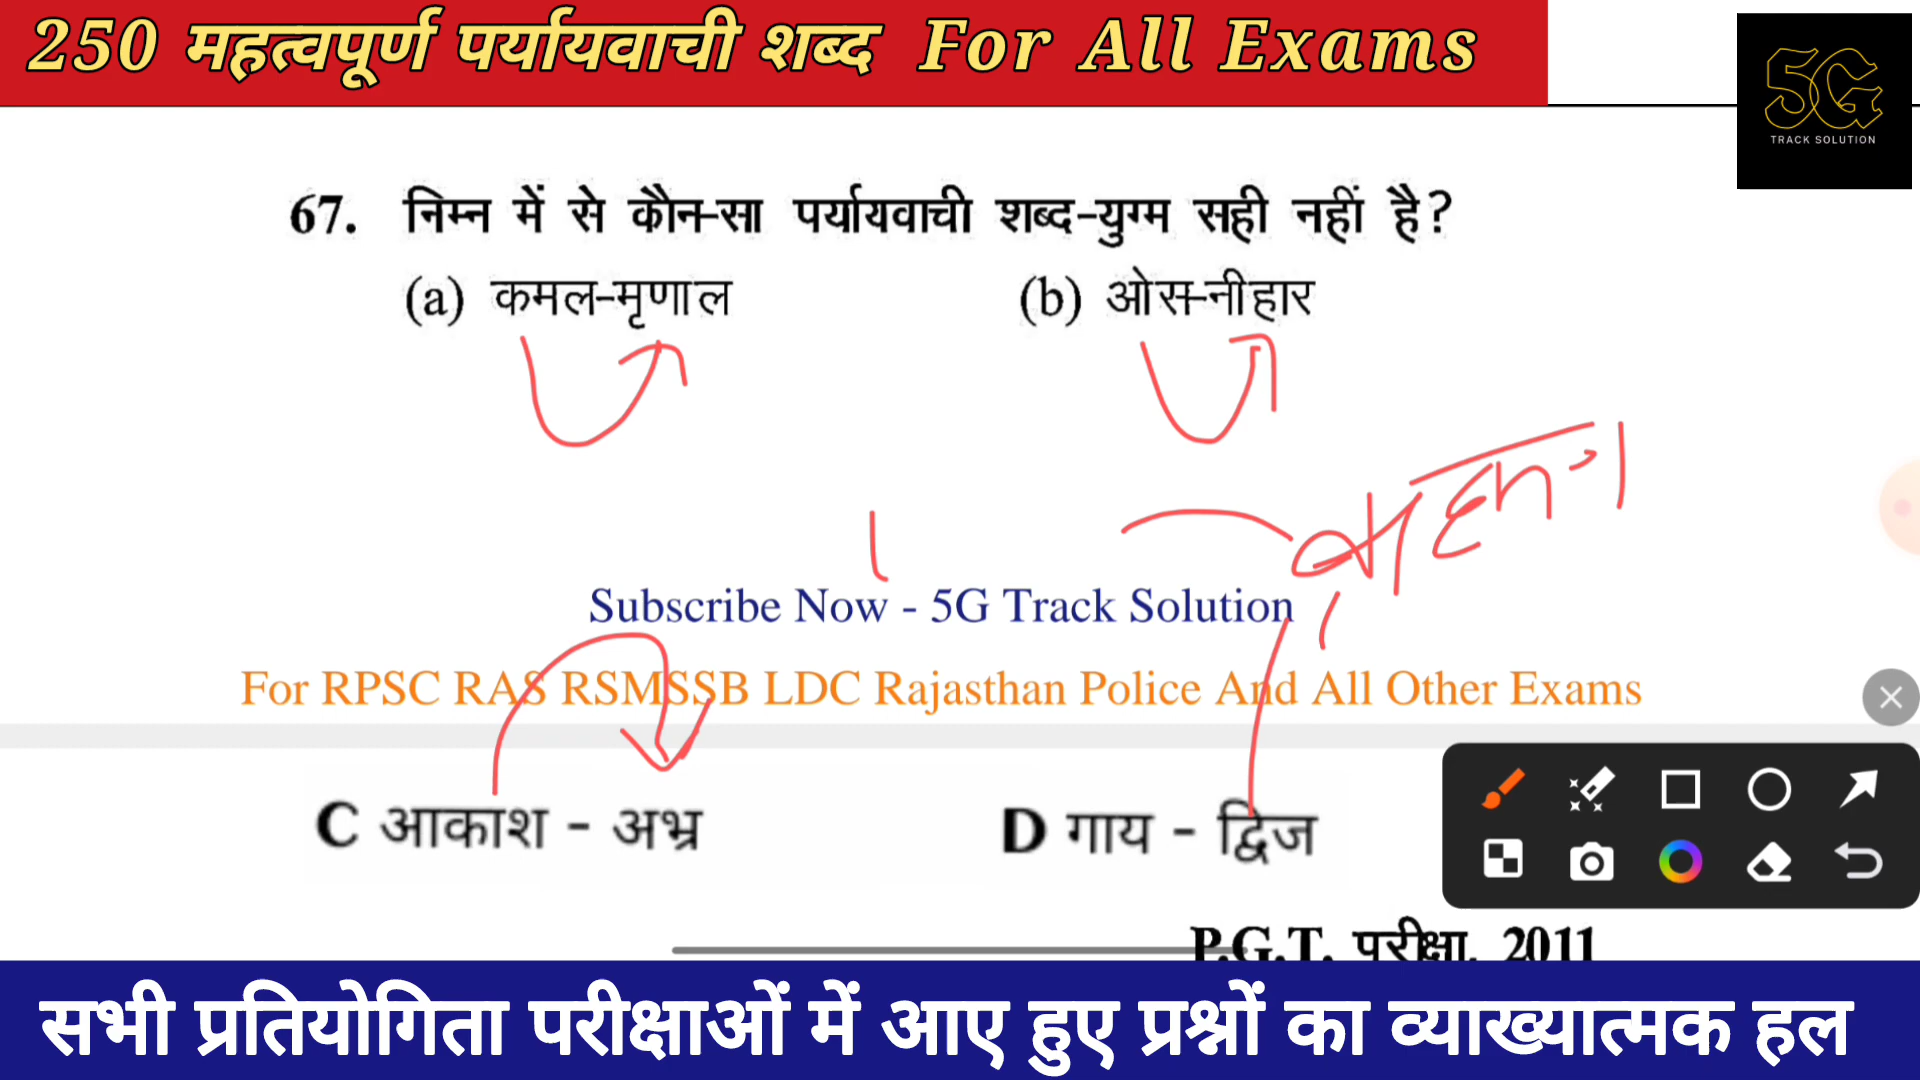 250 महत्वपूर्ण पर्यायवाची शब्द For All Exams
5G
TRACK SOLUTION
67. निम्न में से कौन-सा पर्यायवाची शब्द-युग्म सही नहीं है?
(a) कमल-मृणाल (b) ओस-नीहार
Subscribe Now - 5G Track Solution
For RPSC RAS RSMSSB LDC Rajasthan Police And All Other Exams
C आकाश - अभ्र D गाय - द्विज
P.G.T. परीक्षा, 2011
सभी प्रतियोगिता परीक्षाओं में आए हुए प्रश्नों का व्याख्यात्मक हल